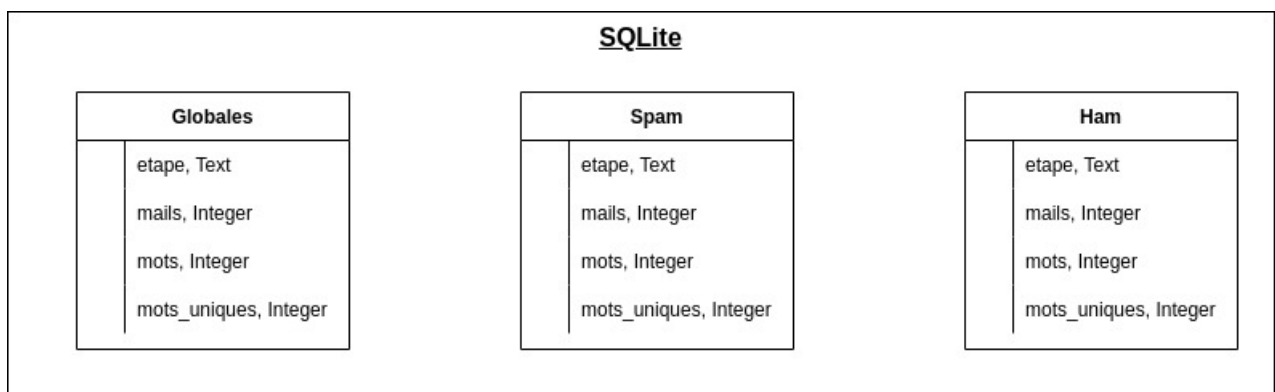 SQLite
Globales
etape, Text
mails, Integer
mots, Integer
mots_uniques, Integer
Spam
etape, Text
mails, Integer
mots, Integer
mots_uniques, Integer
Ham
etape, Text
mails, Integer
mots, Integer
mots_uniques, Integer